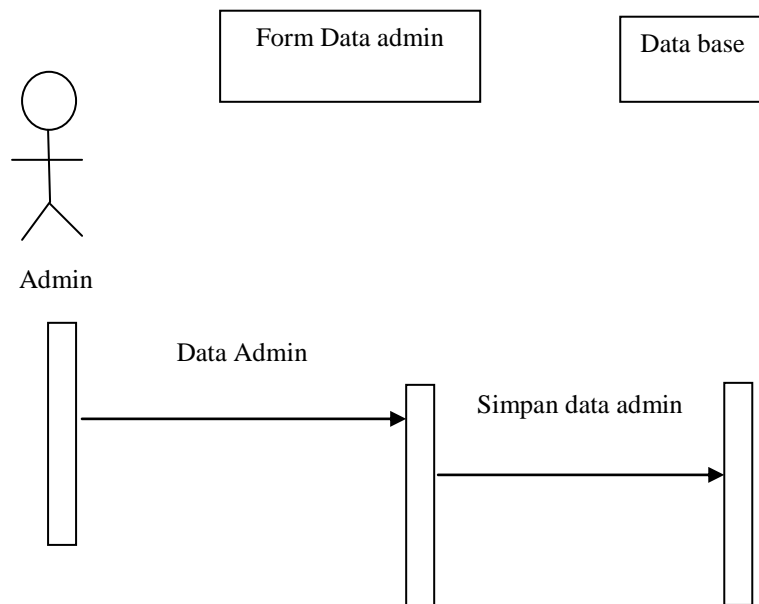 Form Data admin
Data base
Admin
Data Admin
Simpan data admin